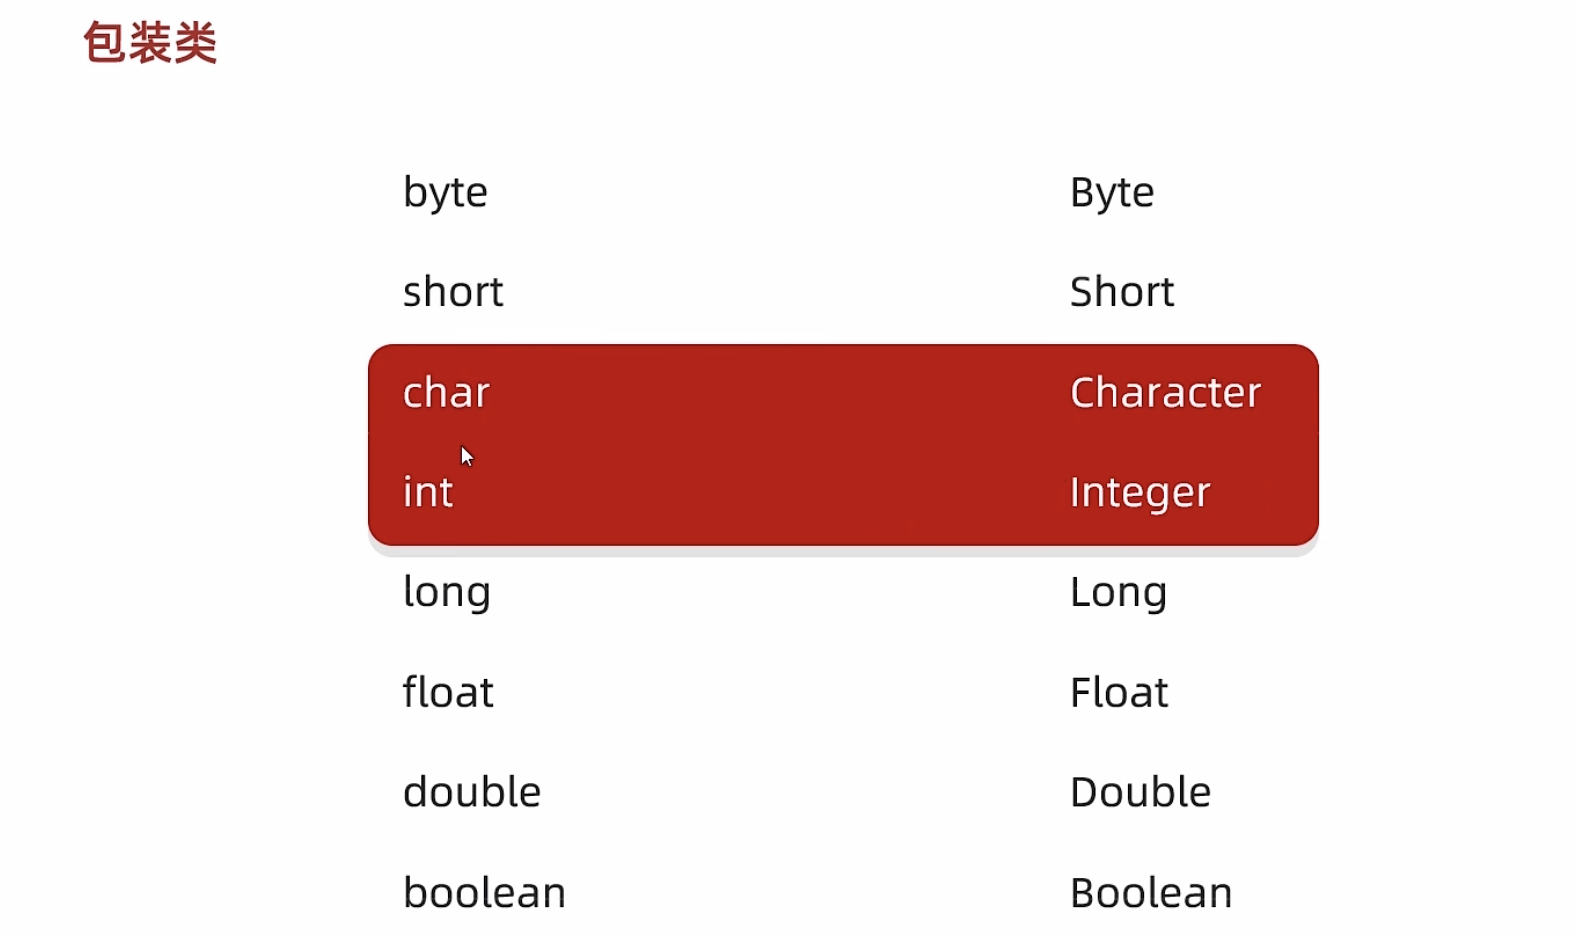 包装类
byte Byte
short Short
char Character
int Integer
long Long
float Float
double Double
boolean Boolean